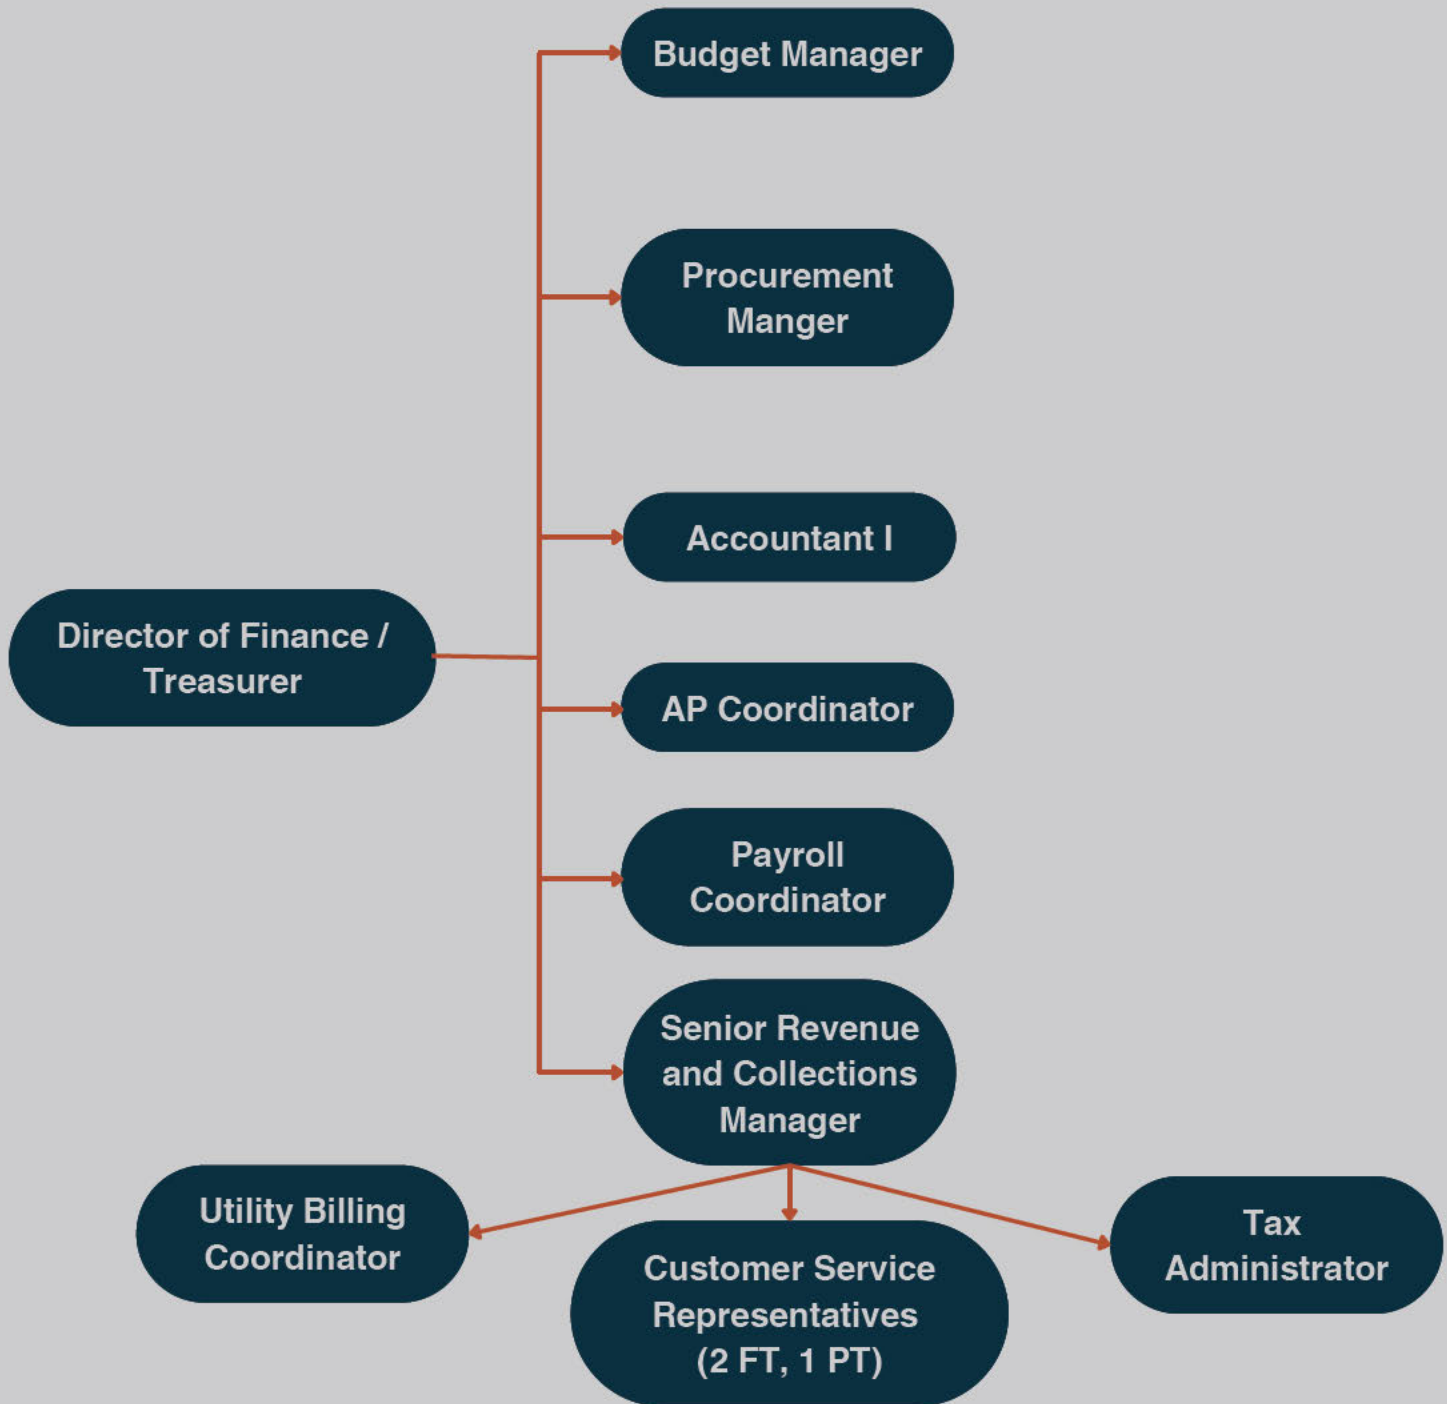 Budget Manager
Procurement
Manger
Accountant I
Director of Finance /
Treasurer
AP Coordinator
Payroll
Coordinator
Senior Revenue
and Collections
Manager
Utility Billing
Coordinator
Customer Service
Representatives
(2 FT, 1 PT)
Tax
Administrator